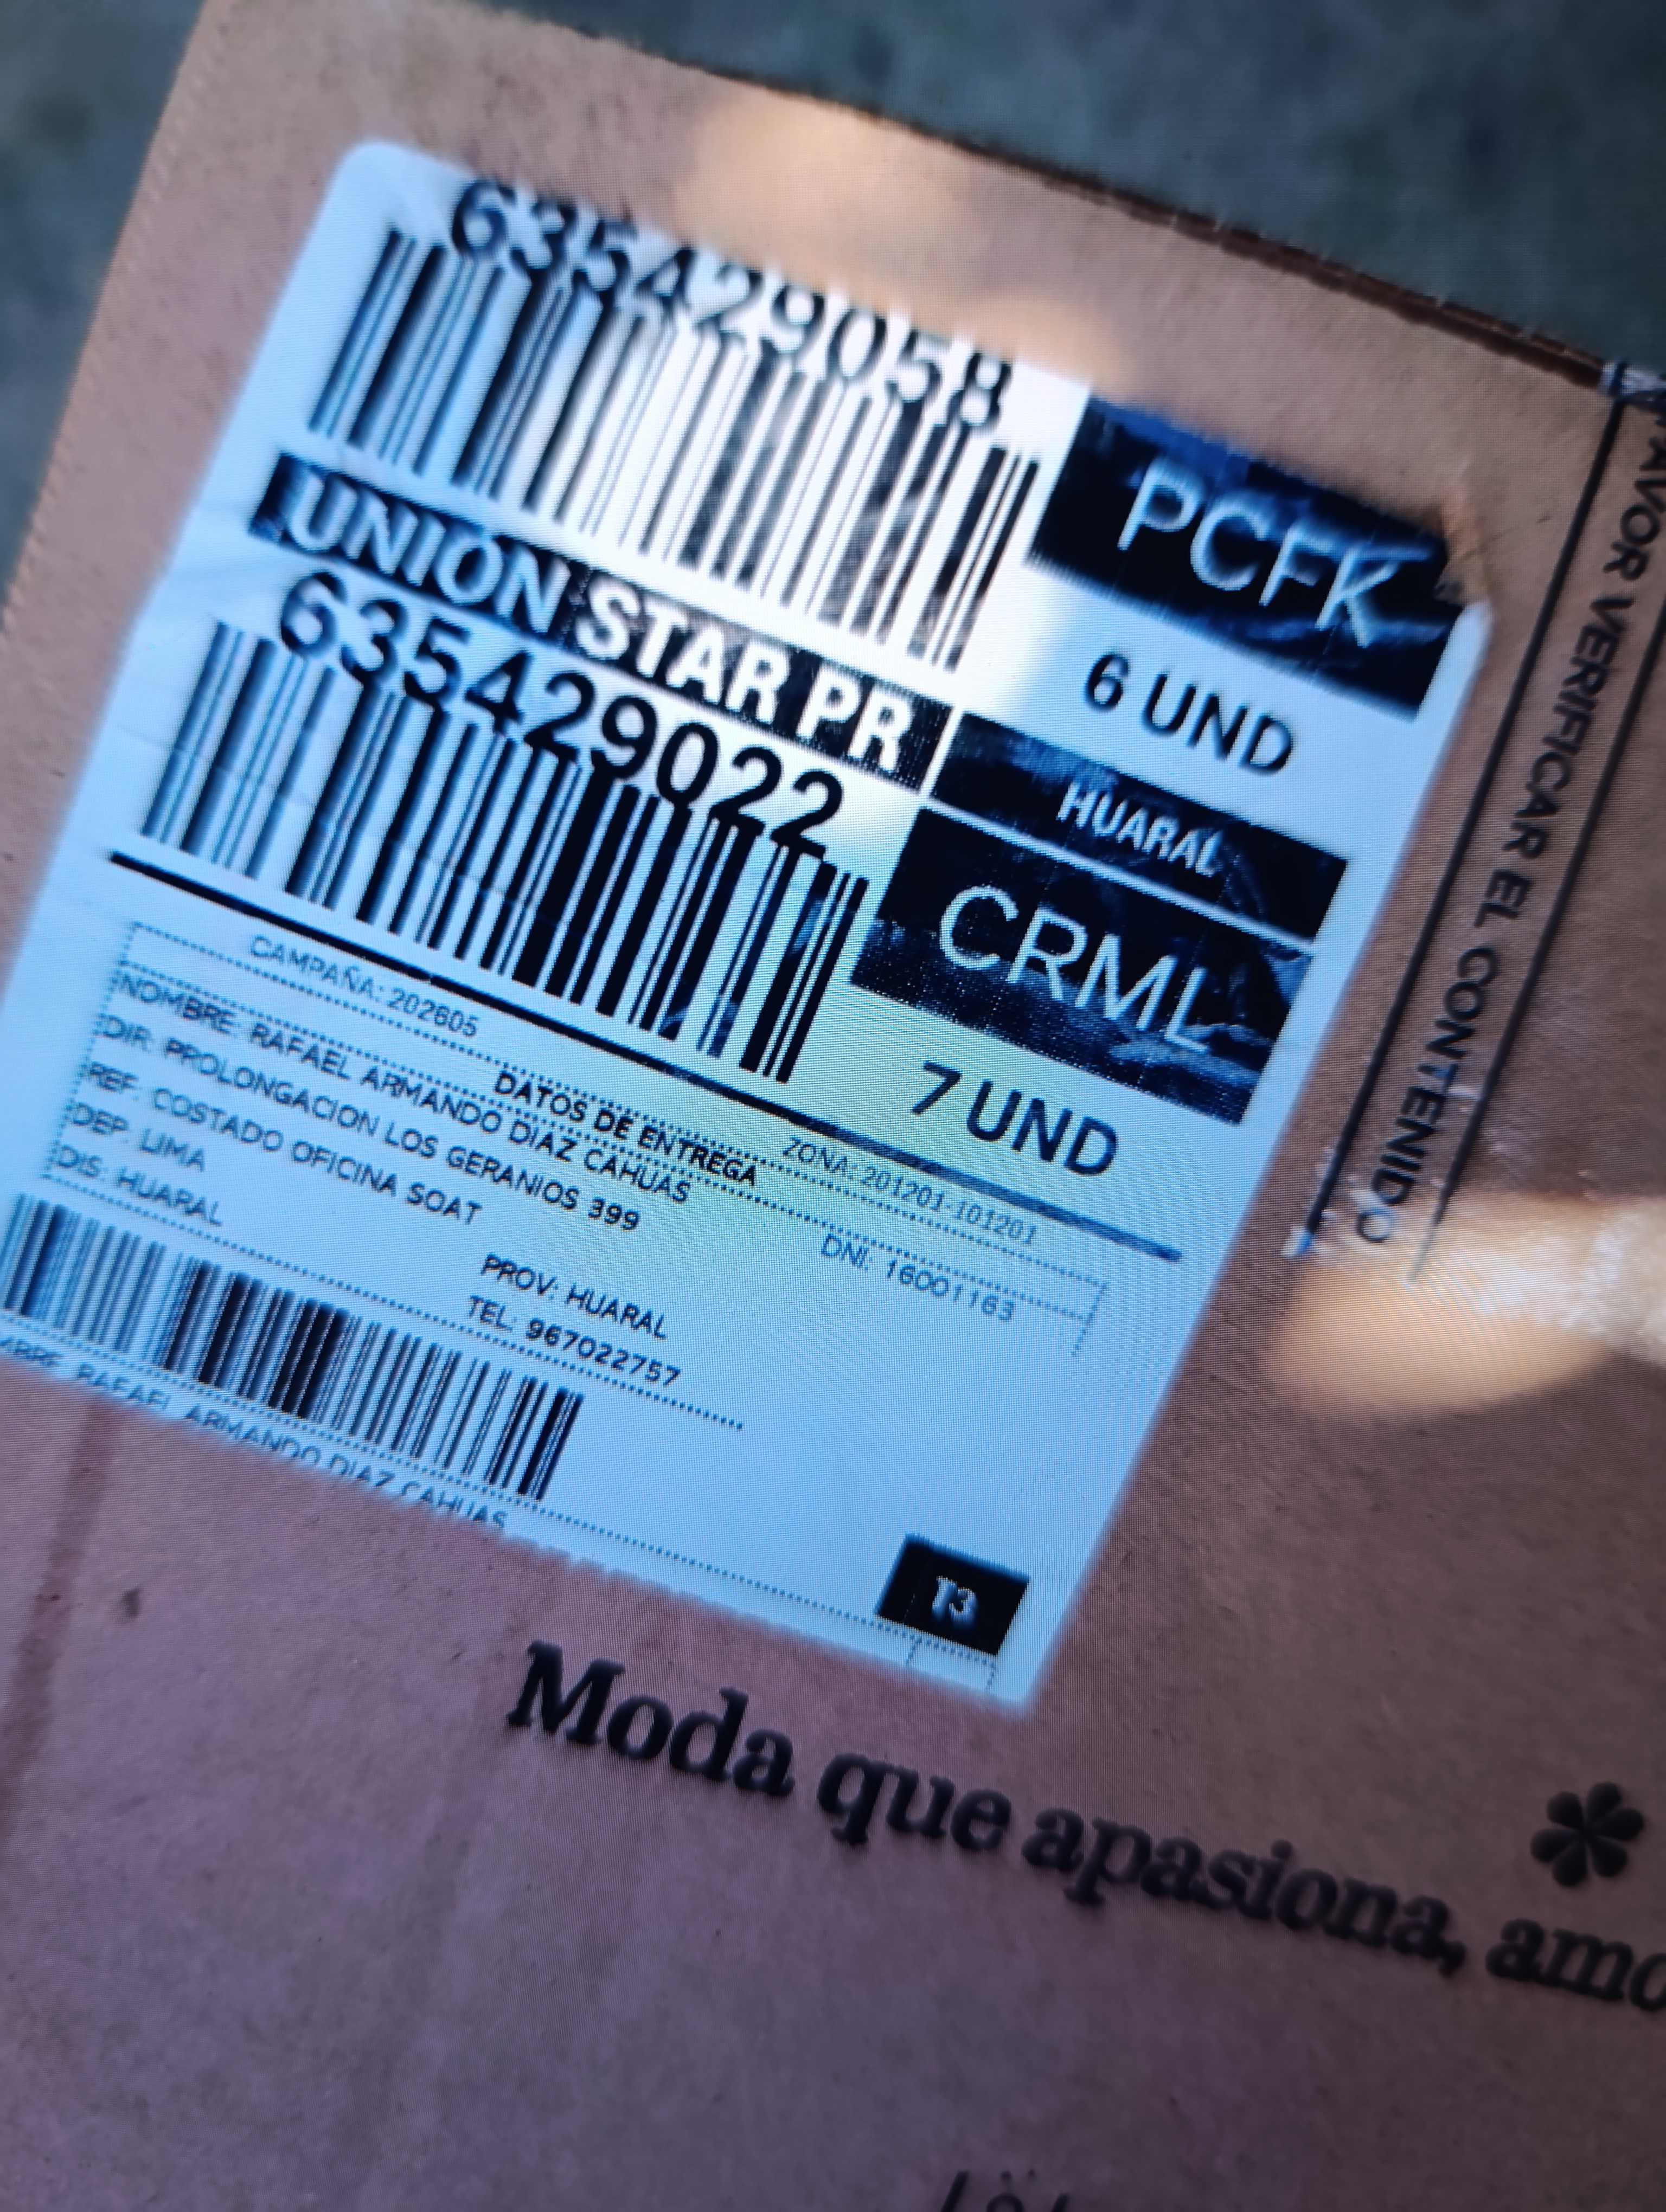 635429058
PCFK
6 UND
UNION STAR PR
HUARAL
635429022
CRML
7 UND
CAMPAÑA: 202605
DATOS DE ENTREGA
ZONA: 201201-101201
NOMBRE: RAFAEL ARMANDO DIAZ CAHUAS
DNI: 16001163
DIR: PROLONGACION LOS GERANIOS 399
REF: COSTADO OFICINA SOAT
DEP: LIMA
PROV: HUARAL
DIS: HUARAL
TEL: 967022757
RAFAEL ARMANDO DIAZ CAHUAS
VERIFICAR EL CONTENIDO
Moda que apasiona,